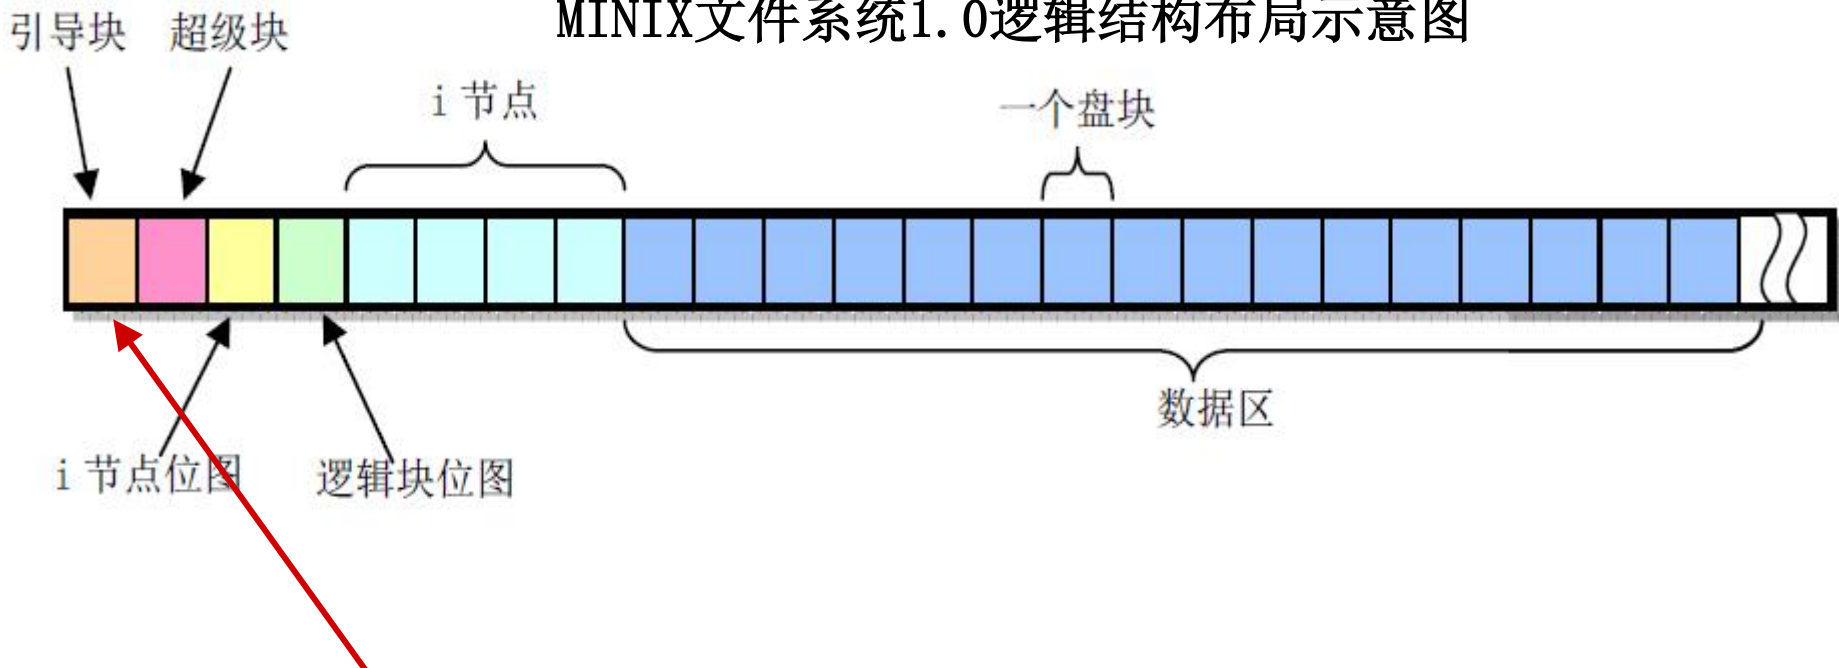 MINIX文件系统1.0逻辑结构布局示意图
引导块
超级块
i 节点
一个盘块
数据区
i 节点位图
逻辑块位图